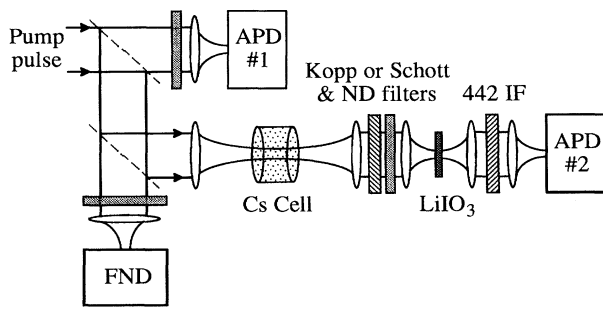 Pump
pulse
APD
#1
Kopp or Schott
& ND filters
442 IF
APD
#2
Cs Cell
LiIO3
FND